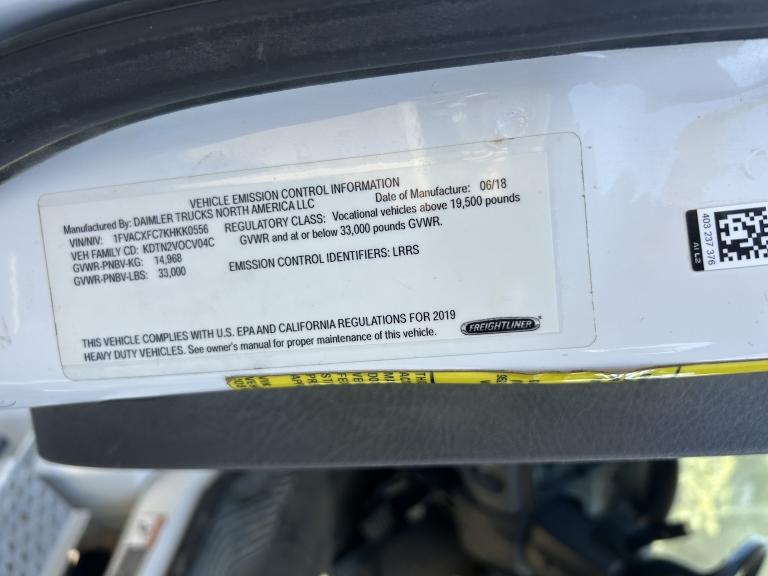 VEHICLE EMISSION CONTROL INFORMATION
Manufactured By: DAIMLER TRUCKS NORTH AMERICA LLC
Date of Manufacture: 06/18
VIN/NIV: 1FVACXFC7KHKK0556
REGULATORY CLASS: Vocational vehicles above 19,500 pounds
VEH FAMILY CD: KDTN2VOCV04C
GVWR and at or below 33,000 pounds GVWR.
GVWR-PNBV-KG: 14,968
GVWR-PNBV-LBS: 33,000
EMISSION CONTROL IDENTIFIERS: LRRS
THIS VEHICLE COMPLIES WITH U.S. EPA AND CALIFORNIA REGULATIONS FOR 2019
HEAVY DUTY VEHICLES. See owner's manual for proper maintenance of this vehicle.
FREIGHTLINER
403 237 376
AI L2